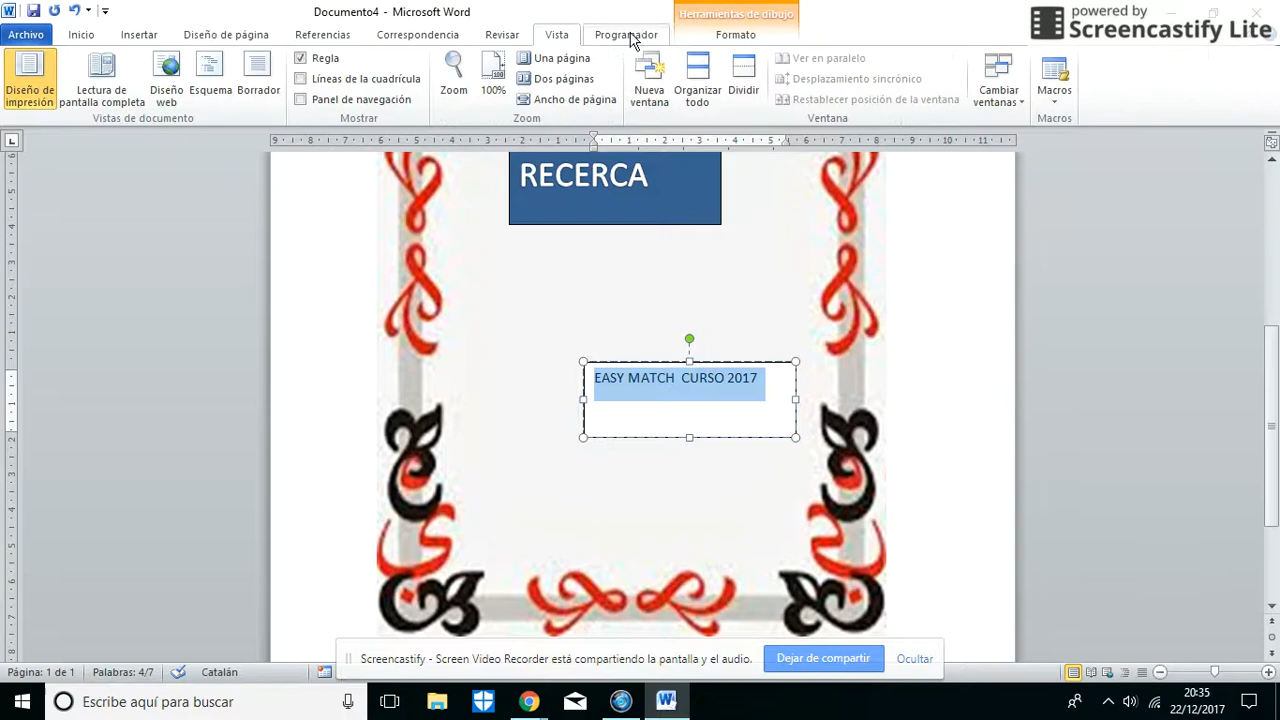 Documento4 - Microsoft Word
Herramientas de dibujo
powered by
Screencastify Lite
Archivo
Inicio
Insertar
Diseño de página
Referencias
Correspondencia
Revisar
Vista
Programador
Formato
Diseño de impresión
Lectura de pantalla completa
Diseño web
Esquema
Borrador
Vistas de documento
Regla
Líneas de la cuadrícula
Panel de navegación
Mostrar
Zoom
100%
Una página
Dos páginas
Ancho de página
Zoom
Nueva ventana
Organizar todo
Dividir
Ver en paralelo
Desplazamiento sincrónico
Restablecer posición de la ventana
Ventana
Cambiar ventanas
Macros
Macros
RECERCA
EASY MATCH  CURSO 2017
Screencastify - Screen Video Recorder está compartiendo la pantalla y el audio.
Dejar de compartir
Ocultar
Página: 1 de 1
Palabras: 4/7
Catalán
Escribe aquí para buscar
20:35
22/12/2017